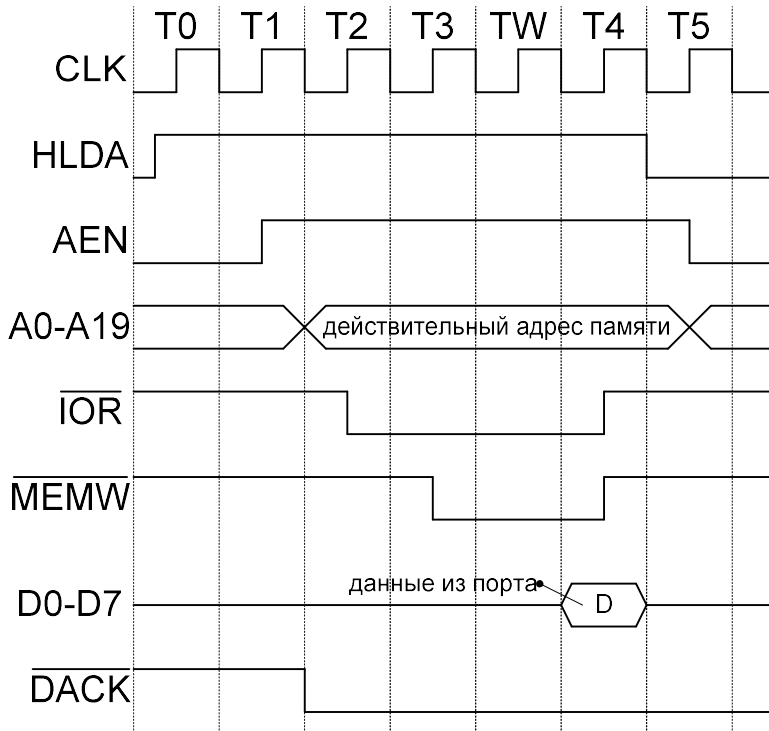 T0 T1 T2 T3 TW T4 T5
CLK
HLDA
AEN
A0-A19 действительный адрес памяти
IOR
MEMW
данные из порта
D0-D7 D
DACK